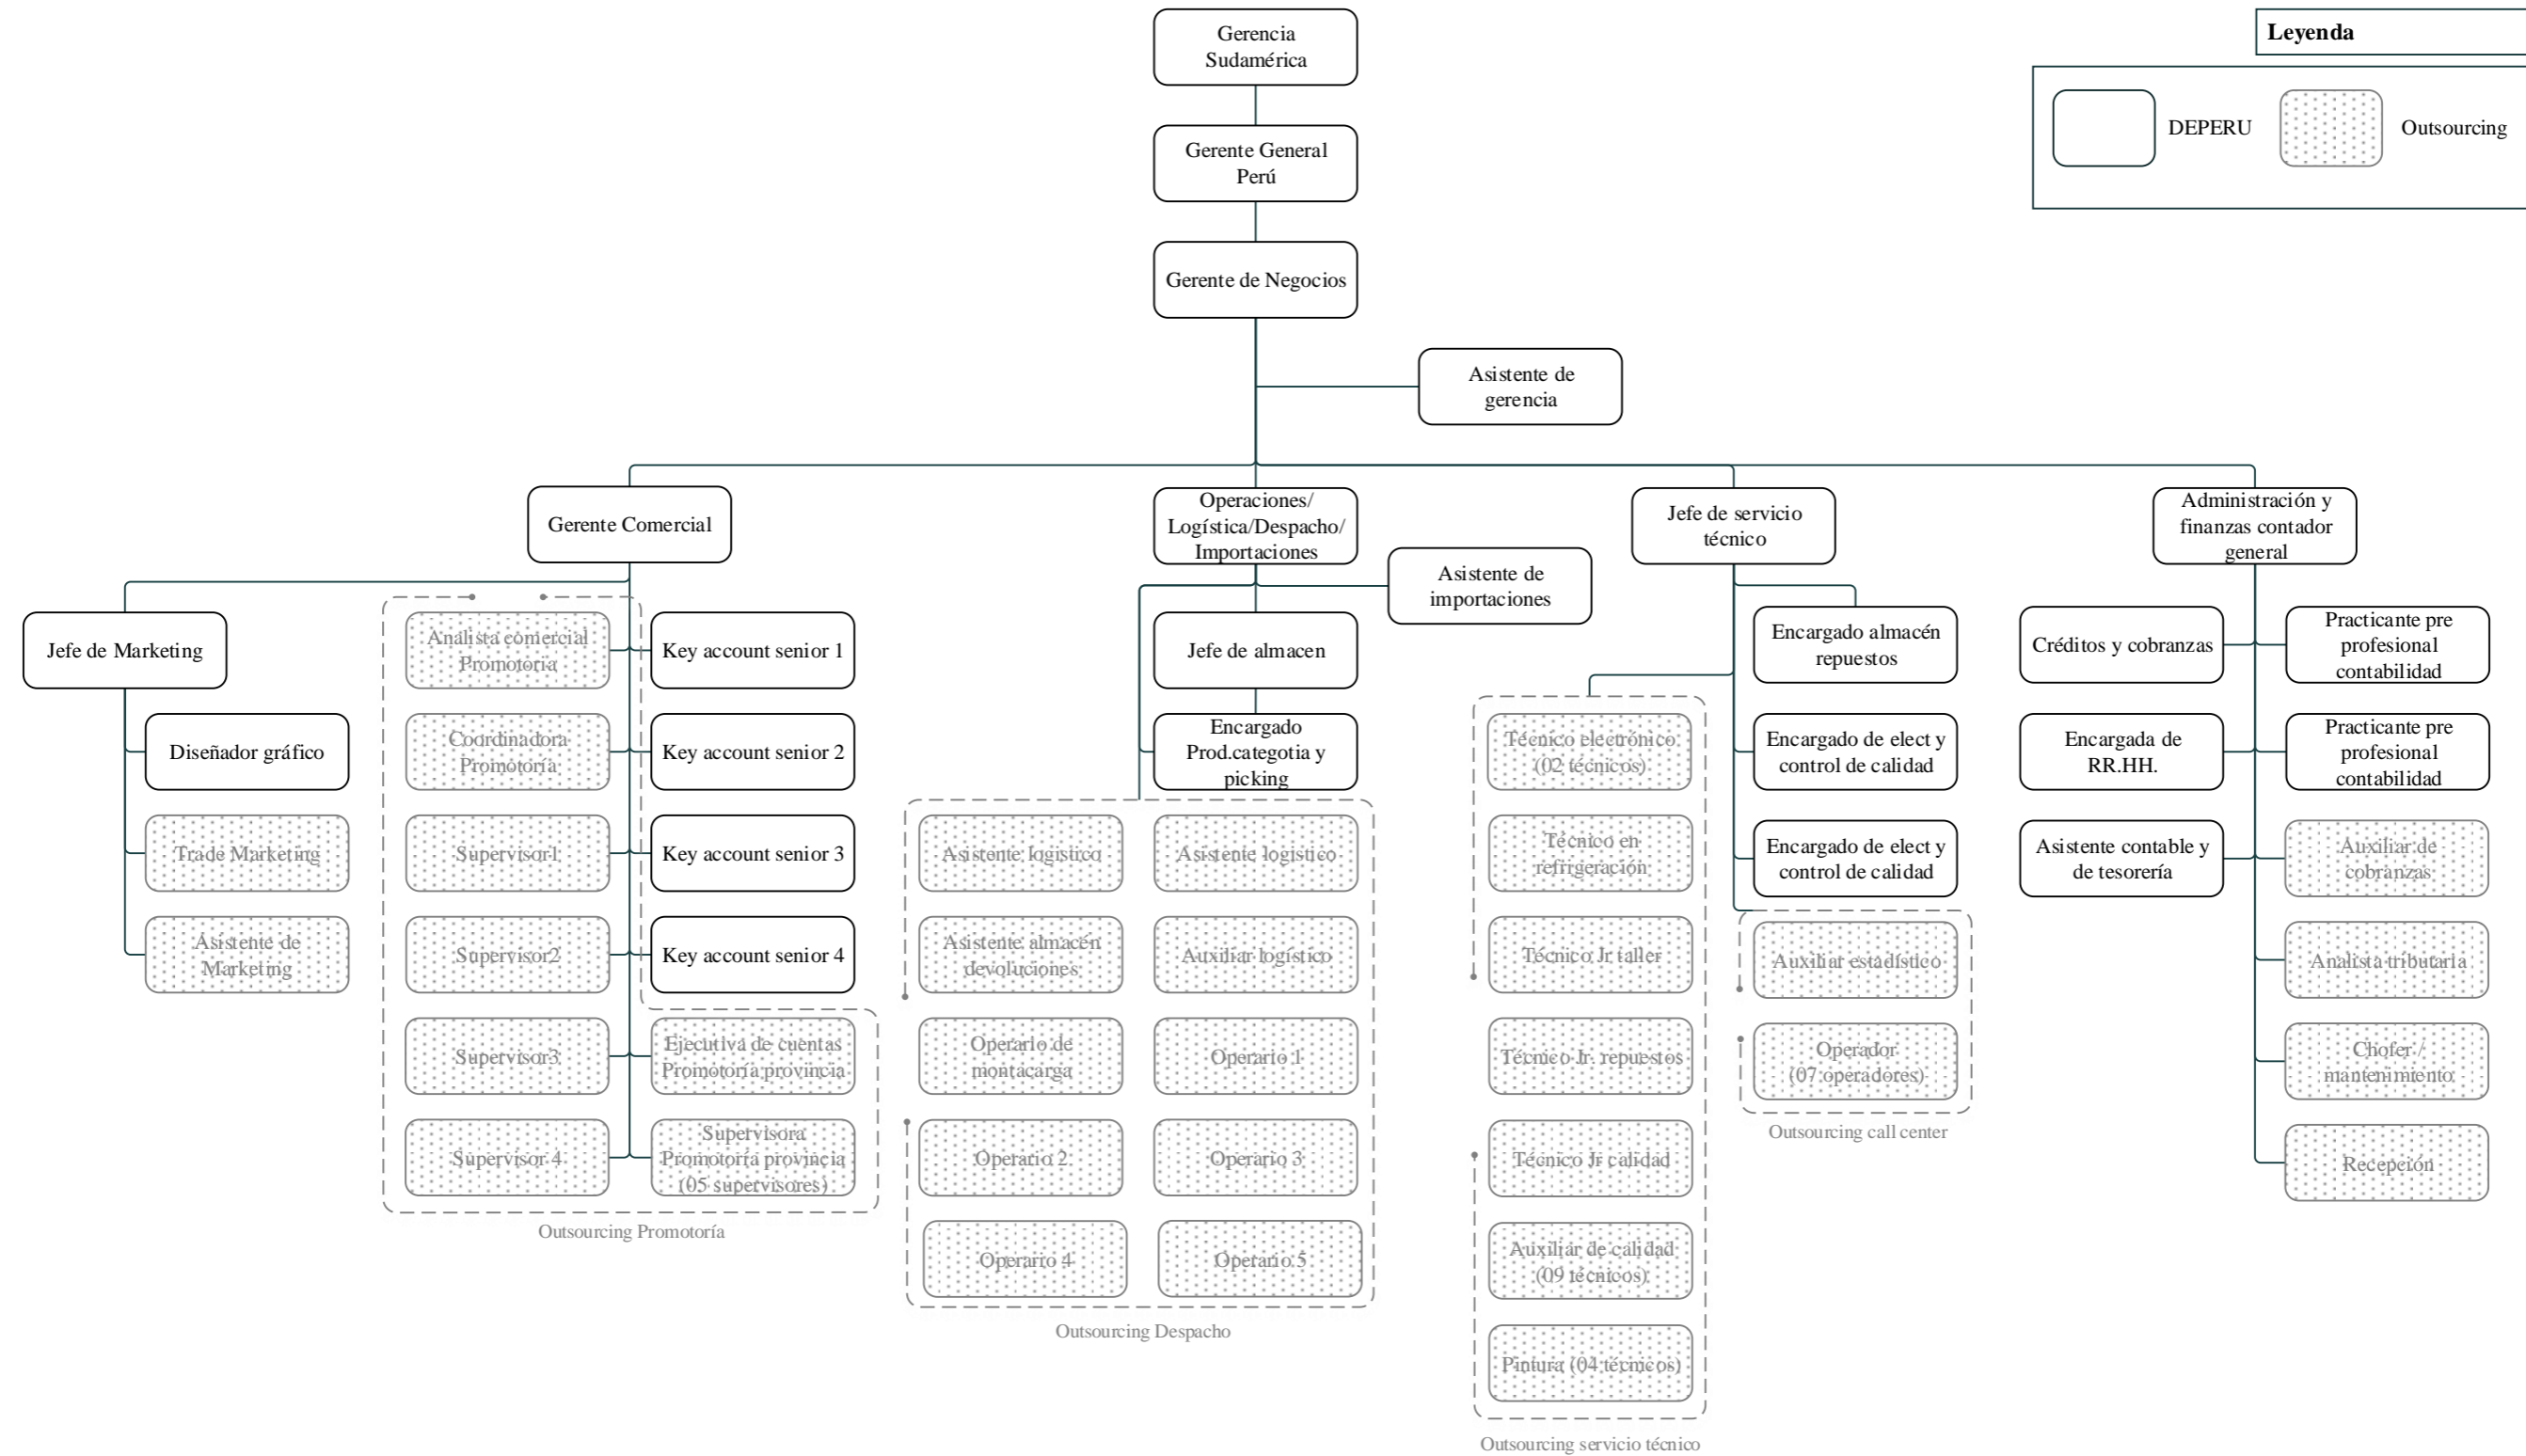 Gerencia
Sudamérica
Leyenda
DEPERU
Outsourcing
Gerente General
Perú
Gerente de Negocios
Asistente de
gerencia
Gerente Comercial
Operaciones/
Logística/Despacho/
Importaciones
Jefe de servicio
técnico
Administración y
finanzas contador
general
Asistente de
importaciones
Jefe de Marketing
Diseñador gráfico
Trade Marketing
Asistente de
Marketing
Analista comercial
Promotoría
Coordinadora
Promotoría
Supervisor1
Supervisor2
Supervisor3
Supervisor 4
Key account senior 1
Key account senior 2
Key account senior 3
Key account senior 4
Ejecutiva de cuentas
Promotoría provincia
Supervisora
Promotoría provincia
(05 supervisores)
Outsourcing Promotoría
Jefe de almacen
Encargado
Prod.categotia y
picking
Asistente logístico
Asistente logístico
Asistente almacén
devoluciones
Auxiliar logístico
Operario de
montacarga
Operario 1
Operario 2
Operario 3
Operario 4
Operario 5
Outsourcing Despacho
Técnico electrónico
(02 técnicos)
Técnico en
refrigeración
Técnico Jr taller
Técnico Jr. repuestos
Técnico Jr calidad
Auxiliar de calidad
(09 técnicos)
Pintura (04 técnicos)
Outsourcing servicio técnico
Encargado almacén
repuestos
Encargado de elect y
control de calidad
Encargado de elect y
control de calidad
Auxiliar estadístico
Operador
(07 operadores)
Outsourcing call center
Créditos y cobranzas
Encargada de
RR.HH.
Asistente contable y
de tesorería
Practicante pre
profesional
contabilidad
Practicante pre
profesional
contabilidad
Auxiliar de
cobranzas
Analista tributaria
Chofer /
mantenimiento
Recepción